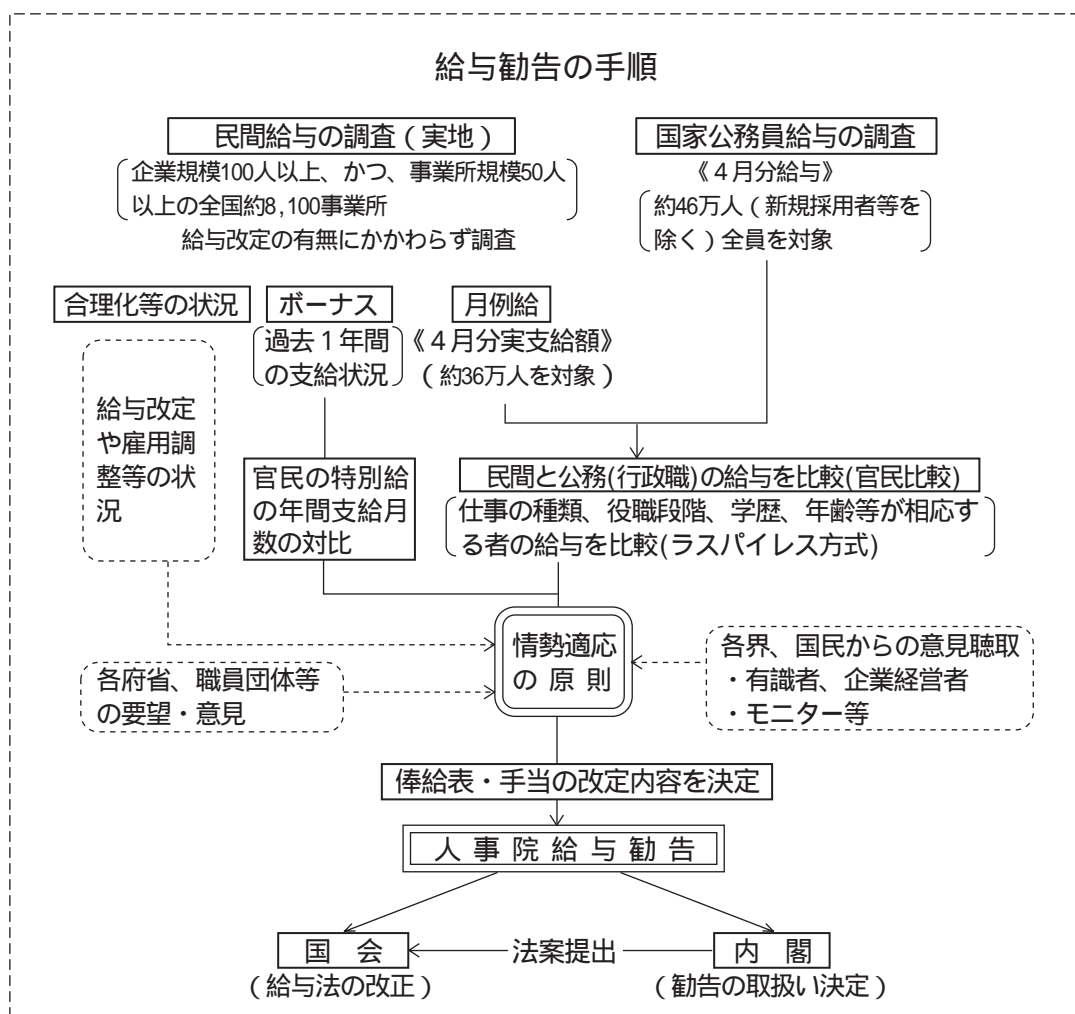 給与勧告の手順
民間給与の調査（実地）
企業規模100人以上、かつ、事業所規模50人
以上の全国約8,100事業所
給与改定の有無にかかわらず調査
国家公務員給与の調査
《４月分給与》
約46万人（新規採用者等を
除く）全員を対象
合理化等の状況
給与改定
や雇用調
整等の状
況
ボーナス
過去１年間
の支給状況
月例給
《４月分実支給額》
（約36万人を対象）
官民の特別給
の年間支給月
数の対比
民間と公務(行政職)の給与を比較(官民比較)
仕事の種類、役職段階、学歴、年齢等が相応す
る者の給与を比較(ラスパイレス方式)
情勢適応
の原則
各府省、職員団体等
の要望・意見
各界、国民からの意見聴取
・有識者、企業経営者
・モニター等
俸給表・手当の改定内容を決定
人事院給与勧告
国会
（給与法の改正）
法案提出
内閣
（勧告の取扱い決定）